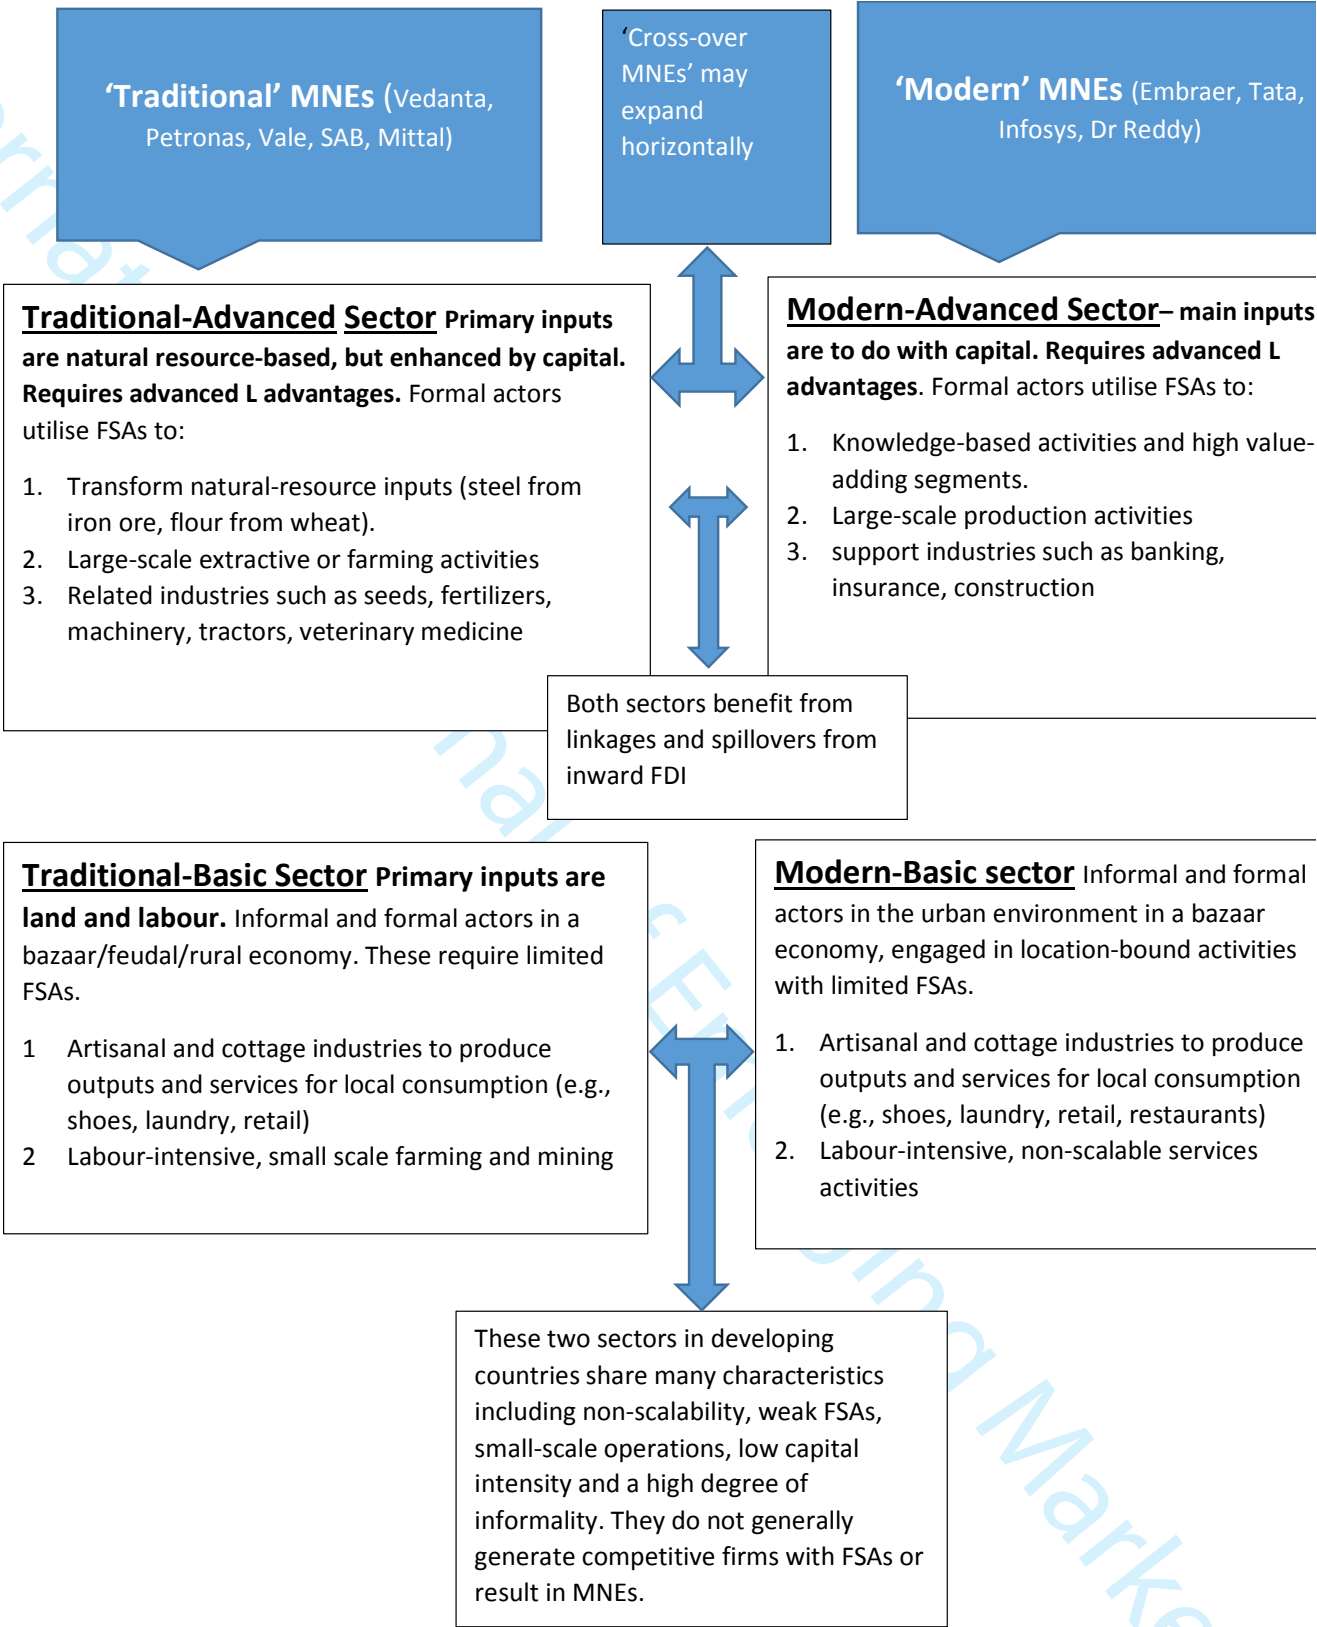 ‘Traditional’ MNEs (Vedanta,
Petronas, Vale, SAB, Mittal)
‘Cross-over
MNEs’ may
expand
horizontally
‘Modern’ MNEs (Embraer, Tata,
Infosys, Dr Reddy)
Traditional-Advanced Sector Primary inputs
are natural resource-based, but enhanced by capital.
Requires advanced L advantages. Formal actors
utilise FSAs to:
1. Transform natural-resource inputs (steel from
iron ore, flour from wheat).
2. Large-scale extractive or farming activities
3. Related industries such as seeds, fertilizers,
machinery, tractors, veterinary medicine
Modern-Advanced Sector– main inputs
are to do with capital. Requires advanced L
advantages. Formal actors utilise FSAs to:
1. Knowledge-based activities and high value-
adding segments.
2. Large-scale production activities
3. support industries such as banking,
insurance, construction
Both sectors benefit from
linkages and spillovers from
inward FDI
Traditional-Basic Sector Primary inputs are
land and labour. Informal and formal actors in a
bazaar/feudal/rural economy. These require limited
FSAs.
1 Artisanal and cottage industries to produce
outputs and services for local consumption (e.g.,
shoes, laundry, retail)
2 Labour-intensive, small scale farming and mining
Modern-Basic sector Informal and formal
actors in the urban environment in a bazaar
economy, engaged in location-bound activities
with limited FSAs.
1. Artisanal and cottage industries to produce
outputs and services for local consumption
(e.g., shoes, laundry, retail, restaurants)
2. Labour-intensive, non-scalable services
activities
These two sectors in developing
countries share many characteristics
including non-scalability, weak FSAs,
small-scale operations, low capital
intensity and a high degree of
informality. They do not generally
generate competitive firms with FSAs or
result in MNEs.